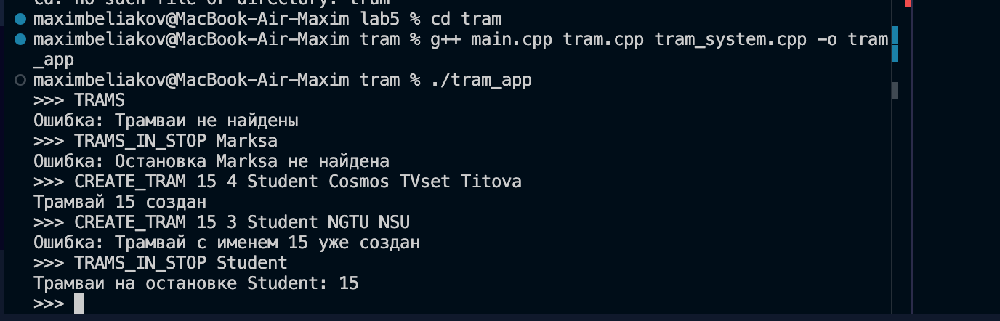 cd: no such file or directory: tram
maximbeliakov@MacBook-Air-Maxim lab5 % cd tram
maximbeliakov@MacBook-Air-Maxim tram % g++ main.cpp tram.cpp tram_system.cpp -o tram
_app
maximbeliakov@MacBook-Air-Maxim tram % ./tram_app
>>> TRAMS
Ошибка: Трамваи не найдены
>>> TRAMS_IN_STOP Marksa
Ошибка: Остановка Marksa не найдена
>>> CREATE_TRAM 15 4 Student Cosmos TVset Titova
Трамвай 15 создан
>>> CREATE_TRAM 15 3 Student NGTU NSU
Ошибка: Трамвай с именем 15 уже создан
>>> TRAMS_IN_STOP Student
Трамваи на остановке Student: 15
>>>